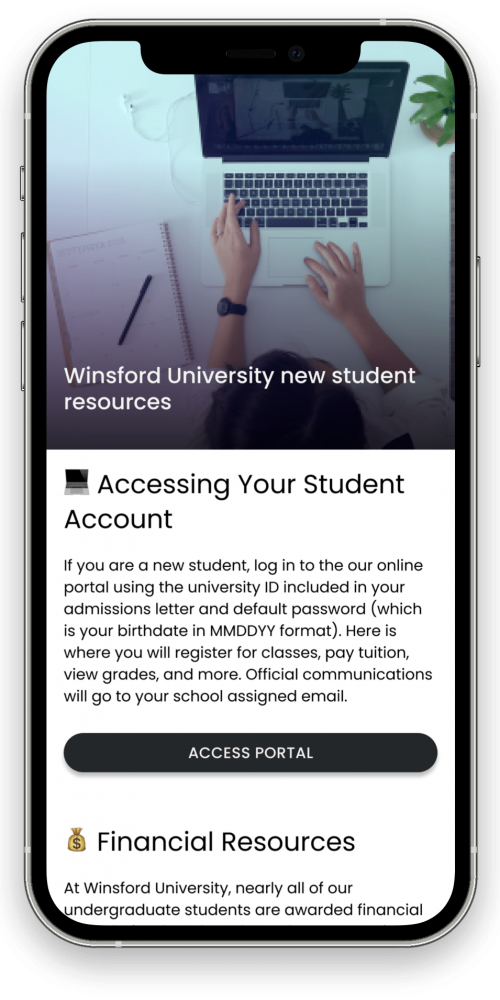 Winsford University new student
resources
💻 Accessing Your Student
Account
If you are a new student, log in to the our online
portal using the university ID included in your
admissions letter and default password (which
is your birthdate in MMDDYY format). Here is
where you will register for classes, pay tuition,
view grades, and more. Official communications
will go to your school assigned email.
ACCESS PORTAL
💰 Financial Resources
At Winsford University, nearly all of our
undergraduate students are awarded financial